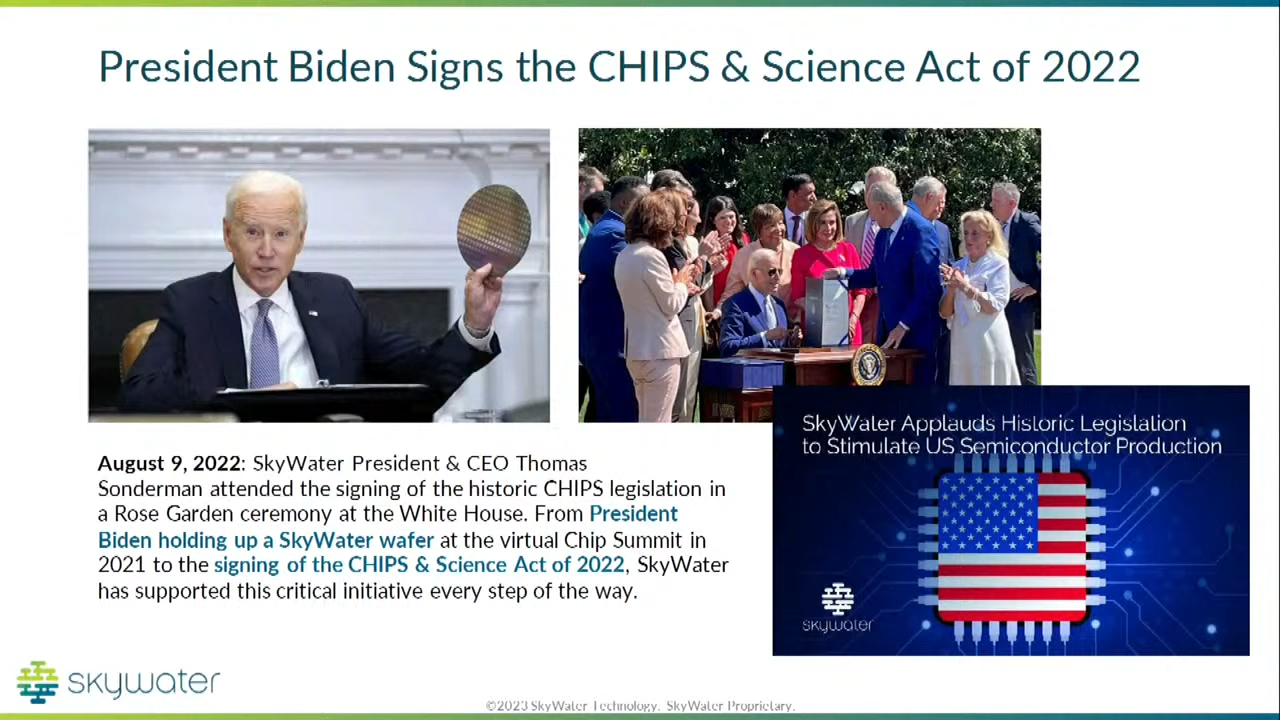 President Biden Signs the CHIPS & Science Act of 2022
August 9, 2022: SkyWater President & CEO Thomas
Sonderman attended the signing of the historic CHIPS legislation in
a Rose Garden ceremony at the White House. From President
Biden holding up a SkyWater wafer at the virtual Chip Summit in
2021 to the signing of the CHIPS & Science Act of 2022, SkyWater
has supported this critical initiative every step of the way.
SkyWater Applauds Historic Legislation
to Stimulate US Semiconductor Production
skywater
skywater
©2023 SkyWater Technology. SkyWater Proprietary.